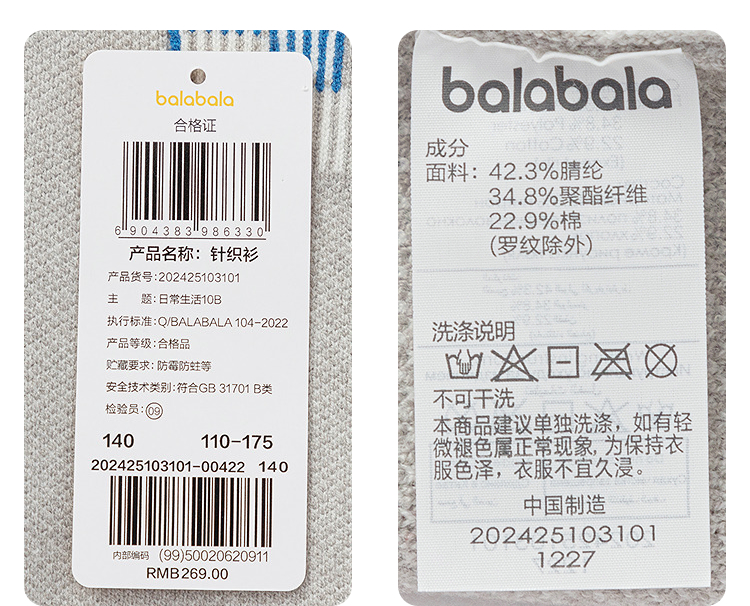 balabala
合格证
6 904383 986330
产品名称：针织衫
产品货号：202425103101
主　　题：日常生活10B
执行标准：Q/BALABALA 104-2022
产品等级：合格品
贮藏要求：防霉防蛀等
安全技术类别：符合GB 31701 B类
检验员：09
140 110-175
202425103101-00422 140
内部编码 (99)50020620911
RMB269.00
balabala
成分
面料：42.3%腈纶
34.8%聚酯纤维
22.9%棉
(罗纹除外)
洗涤说明
不可干洗
本商品建议单独洗涤，如有轻
微褪色属正常现象，为保持衣
服色泽，衣服不宜久浸。
中国制造
202425103101
1227